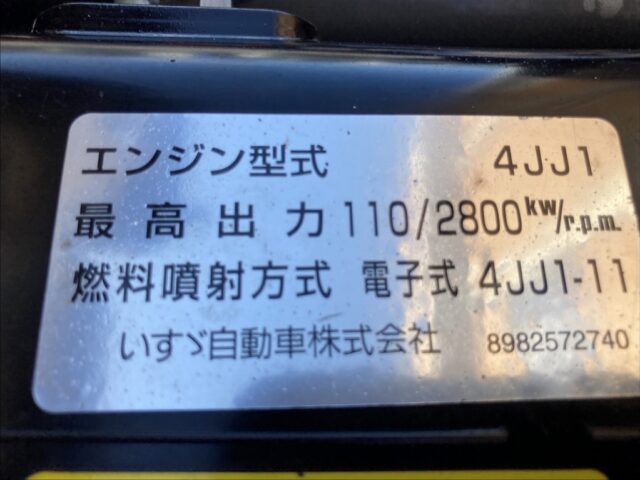 エンジン型式 4JJ1
最高出力 110/2800kw/r.p.m.
燃料噴射方式 電子式 4JJ1-11
いすゞ自動車株式会社 8982572740